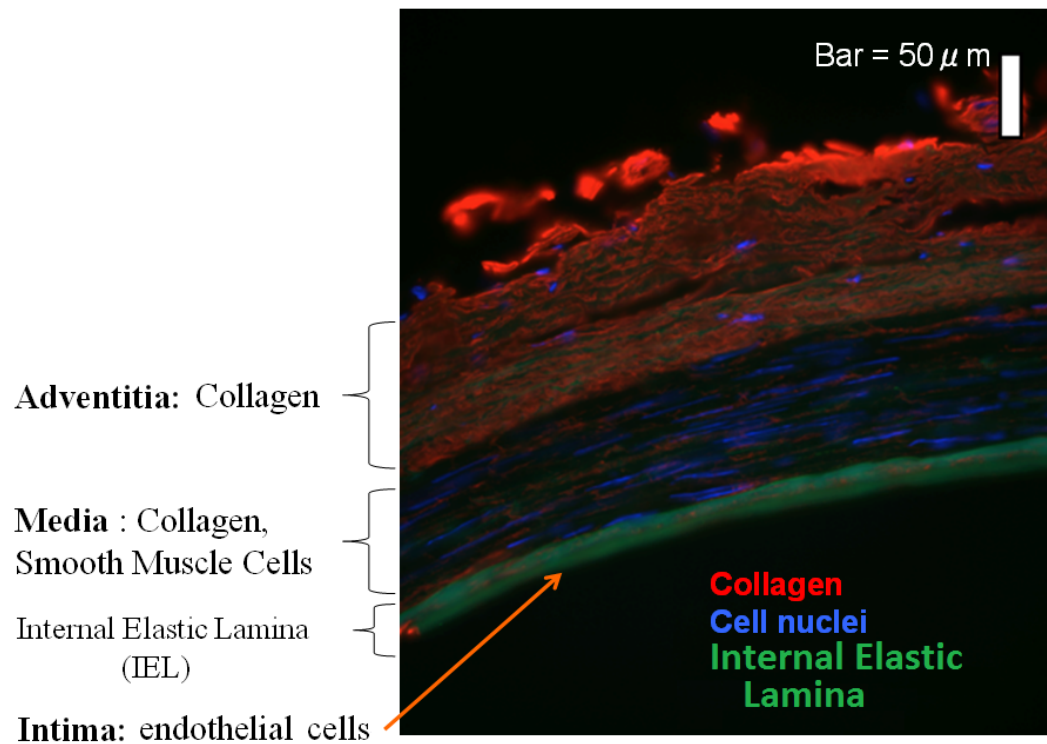 Bar = 50 μ m
Adventitia: Collagen
Media : Collagen,
Smooth Muscle Cells
Internal Elastic Lamina
(IEL)
Intima: endothelial cells
Collagen
Cell nuclei
Internal Elastic
Lamina